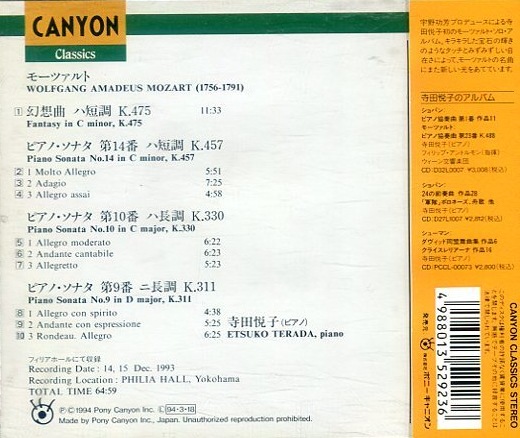 CANYON
Classics
モーツァルト
WOLFGANG AMADEUS MOZART (1756-1791)
1 幻想曲 ハ短調 K.475 11:33
Fantasy in C minor, K.475
ピアノ・ソナタ 第14番 ハ短調 K.457
Piano Sonata No.14 in C minor, K.457
2 1 Molto Allegro 5:51
3 2 Adagio 7:25
4 3 Allegro assai 4:58
ピアノ・ソナタ 第10番 ハ長調 K.330
Piano Sonata No.10 in C major, K.330
5 1 Allegro moderato 6:22
6 2 Andante cantabile 6:23
7 3 Allegretto 5:23
ピアノ・ソナタ 第9番 ニ長調 K.311
Piano Sonata No.9 in D major, K.311
8 1 Allegro con spirito 4:38
9 2 Andante con espressione 5:25
10 3 Rondeau. Allegro 6:25
寺田悦子(ピアノ)
ETSUKO TERADA, piano
フィリアホールにて収録
Recording Date: 14, 15 Dec. 1993
Recording Location: PHILIA HALL, Yokohama
TOTAL TIME 64:59
Ⓟ Ⓒ 1994 Pony Canyon Inc. Ⓛ 94・3・18
Made by Pony Canyon Inc., Japan. Unauthorized reproduction prohibited.
宇野功芳プロデュースによる寺
田悦子初のモーツァルト・ソロ・ア
ルバム。キラキラした宝石の輝き
のようなタッチとみずみずしい音
色さによって、モーツァルトの名曲
にまた新しい光をあてています。
寺田悦子のアルバム
ショパン:
ピアノ協奏曲 第1番 作品11
モーツァルト
ピアノ協奏曲 第23番 K.488
寺田悦子(ピアノ)
フィリップ・アントルモン(指揮)
ウィーン交響楽団
CD:D32L0007 ¥3,008(税込)
ショパン:
24の前奏曲 作品28
「軍隊」ポロネーズ、舟歌 他
寺田悦子(ピアノ)
CD:D27L1007 ¥2,812(税込)
シューマン:
ダヴィッド同盟舞曲集 作品6
クライスレリアーナ 作品16
寺田悦子(ピアノ)
CD:PCCL-00073 ¥2,800(税込)
CANYON CLASSICS STEREO
4 988013 529236
発売元
株式会社 ポニーキャニオン